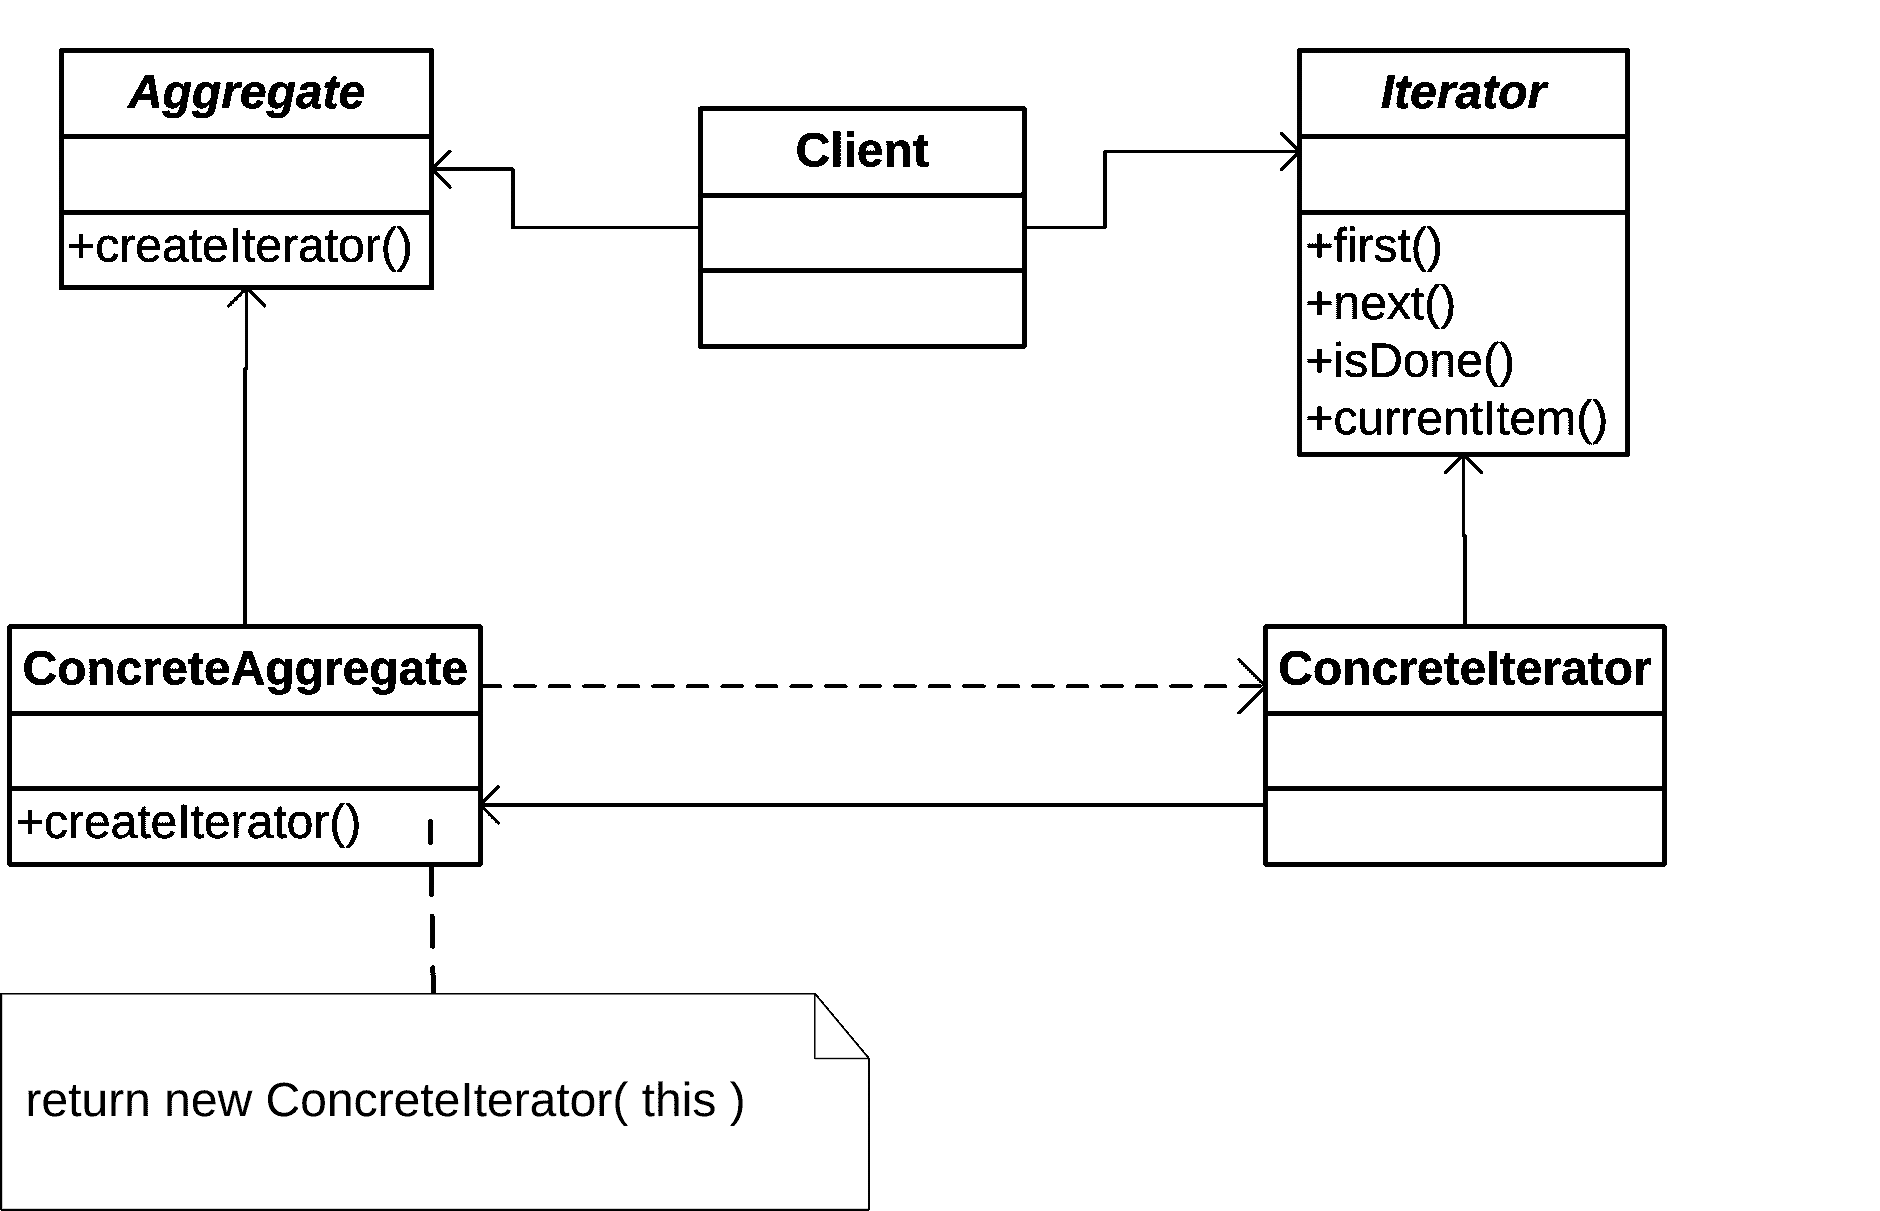 Aggregate
+createIterator()
Client
Iterator
+first()
+next()
+isDone()
+currentItem()
ConcreteAggregate
+createIterator()
ConcreteIterator
return new ConcreteIterator( this )